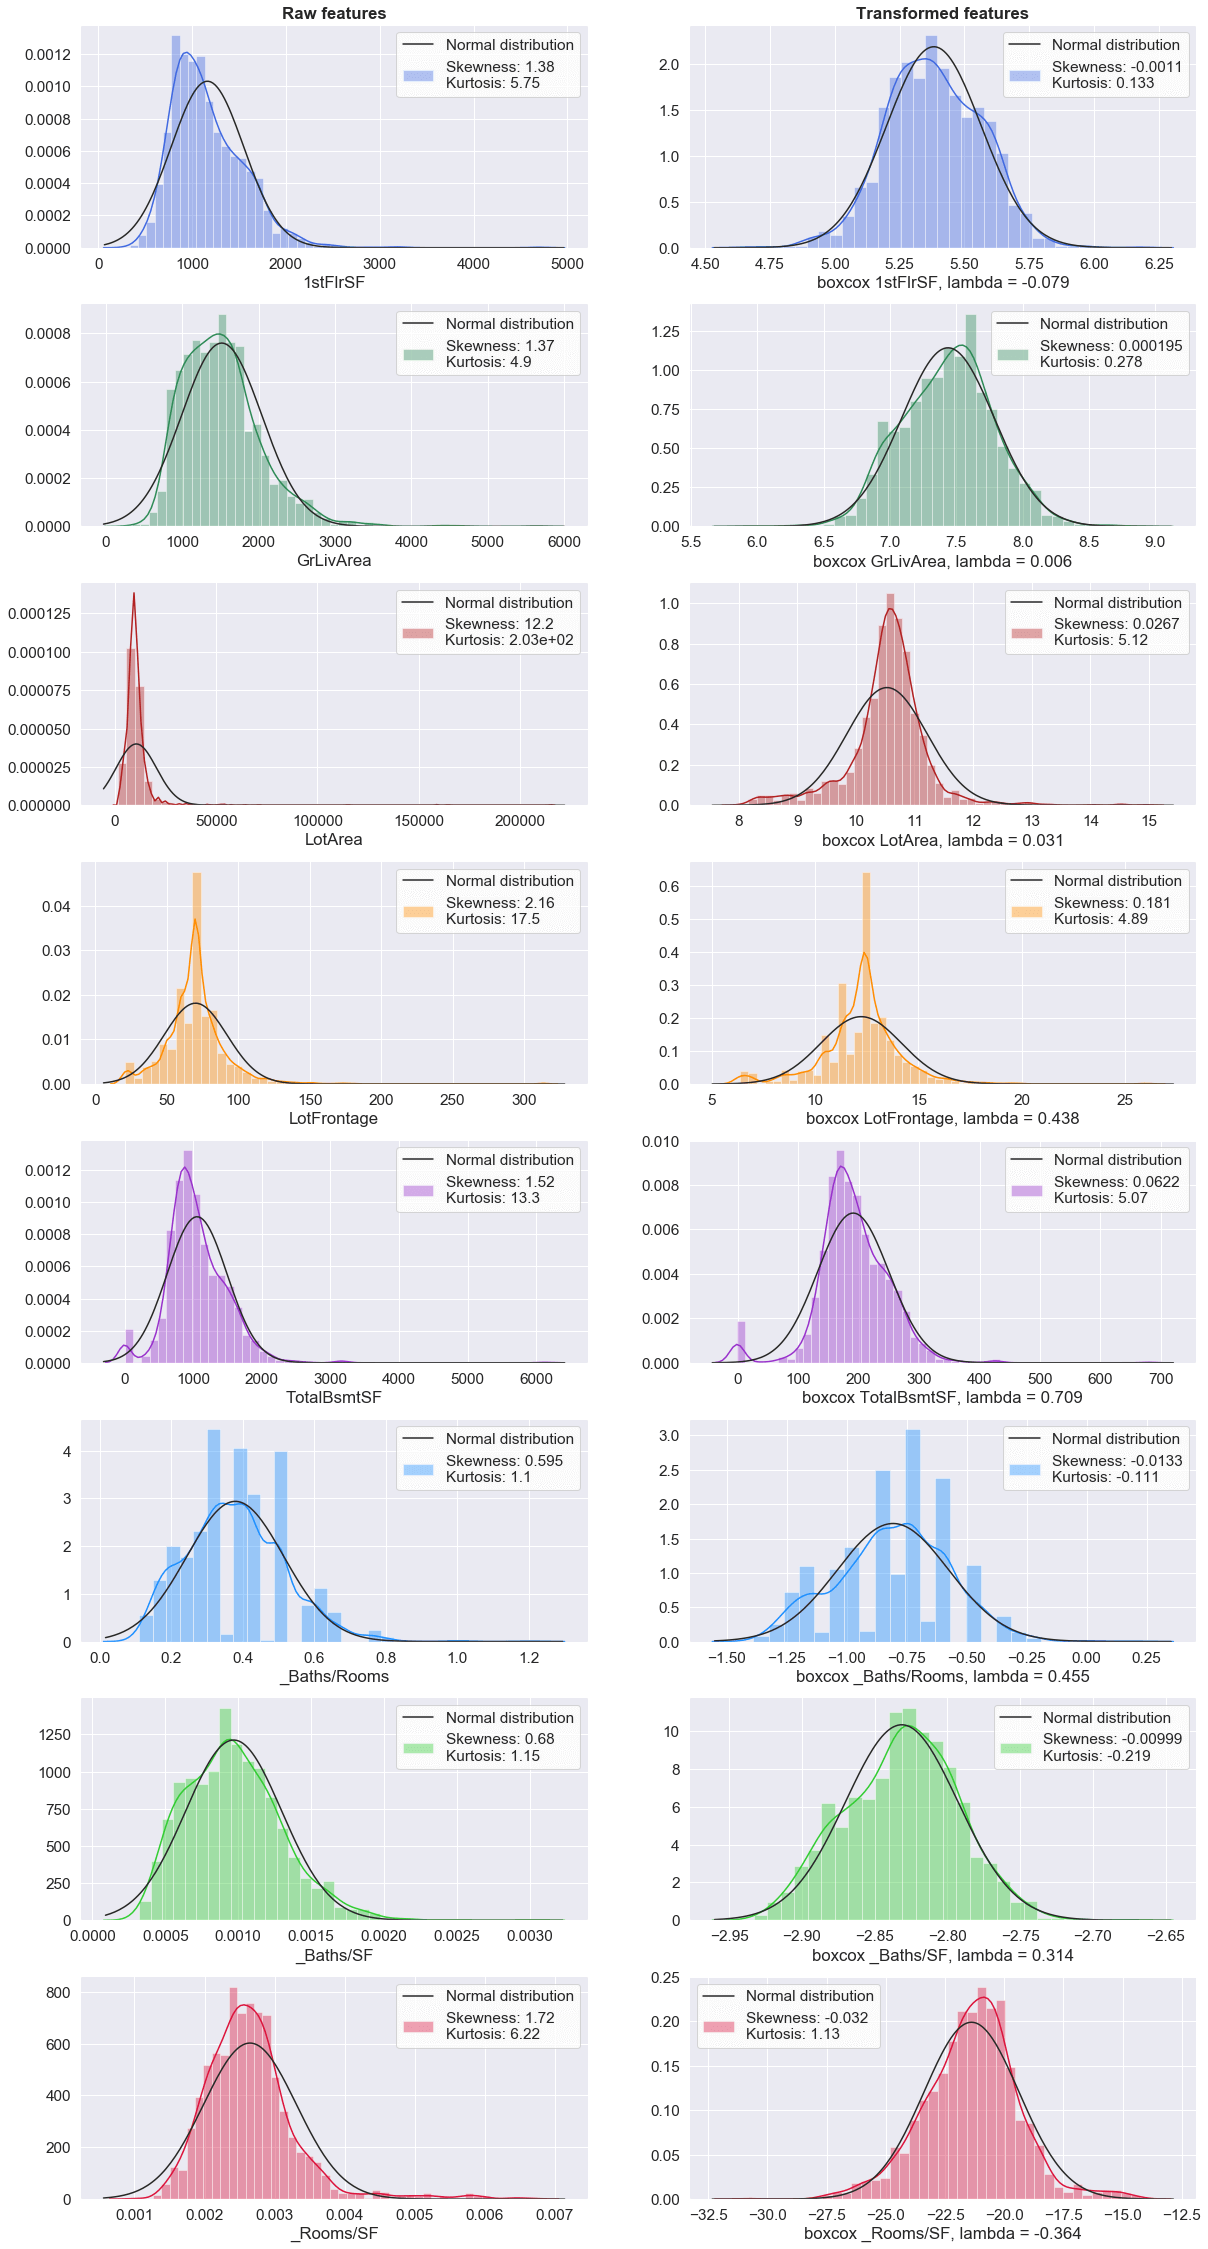 Raw features
Transformed features
Normal distribution
Skewness: 1.38
Kurtosis: 5.75
0.0012
0.0010
0.0008
0.0006
0.0004
0.0002
0.0000
0 1000 2000 3000 4000 5000
1stFlrSF
Normal distribution
Skewness: -0.0011
Kurtosis: 0.133
2.0
1.5
1.0
0.5
0.0
4.50 4.75 5.00 5.25 5.50 5.75 6.00 6.25
boxcox 1stFlrSF, lambda = -0.079
Normal distribution
Skewness: 1.37
Kurtosis: 4.9
0.0008
0.0006
0.0004
0.0002
0.0000
0 1000 2000 3000 4000 5000 6000
GrLivArea
Normal distribution
Skewness: 0.000195
Kurtosis: 0.278
1.25
1.00
0.75
0.50
0.25
0.00
5.5 6.0 6.5 7.0 7.5 8.0 8.5 9.0
boxcox GrLivArea, lambda = 0.006
Normal distribution
Skewness: 12.2
Kurtosis: 2.03e+02
0.000125
0.000100
0.000075
0.000050
0.000025
0.000000
0 50000 100000 150000 200000
LotArea
Normal distribution
Skewness: 0.0267
Kurtosis: 5.12
1.0
0.8
0.6
0.4
0.2
0.0
8 9 10 11 12 13 14 15
boxcox LotArea, lambda = 0.031
Normal distribution
Skewness: 2.16
Kurtosis: 17.5
0.04
0.03
0.02
0.01
0.00
0 50 100 150 200 250 300
LotFrontage
Normal distribution
Skewness: 0.181
Kurtosis: 4.89
0.6
0.5
0.4
0.3
0.2
0.1
0.0
5 10 15 20 25
boxcox LotFrontage, lambda = 0.438
Normal distribution
Skewness: 1.52
Kurtosis: 13.3
0.0012
0.0010
0.0008
0.0006
0.0004
0.0002
0.0000
0 1000 2000 3000 4000 5000 6000
TotalBsmtSF
Normal distribution
Skewness: 0.0622
Kurtosis: 5.07
0.010
0.008
0.006
0.004
0.002
0.000
0 100 200 300 400 500 600 700
boxcox TotalBsmtSF, lambda = 0.709
Normal distribution
Skewness: 0.595
Kurtosis: 1.1
4
3
2
1
0
0.0 0.2 0.4 0.6 0.8 1.0 1.2
_Baths/Rooms
Normal distribution
Skewness: -0.0133
Kurtosis: -0.111
3.0
2.5
2.0
1.5
1.0
0.5
0.0
−1.50 −1.25 −1.00 −0.75 −0.50 −0.25 0.00 0.25
boxcox _Baths/Rooms, lambda = 0.455
Normal distribution
Skewness: 0.68
Kurtosis: 1.15
1250
1000
750
500
250
0
0.0000 0.0005 0.0010 0.0015 0.0020 0.0025 0.0030
_Baths/SF
Normal distribution
Skewness: -0.00999
Kurtosis: -0.219
10
8
6
4
2
0
−2.95 −2.90 −2.85 −2.80 −2.75 −2.70 −2.65
boxcox _Baths/SF, lambda = 0.314
Normal distribution
Skewness: 1.72
Kurtosis: 6.22
800
600
400
200
0
0.001 0.002 0.003 0.004 0.005 0.006 0.007
_Rooms/SF
Normal distribution
Skewness: -0.032
Kurtosis: 1.13
0.25
0.20
0.15
0.10
0.05
0.00
−32.5 −30.0 −27.5 −25.0 −22.5 −20.0 −17.5 −15.0 −12.5
boxcox _Rooms/SF, lambda = -0.364